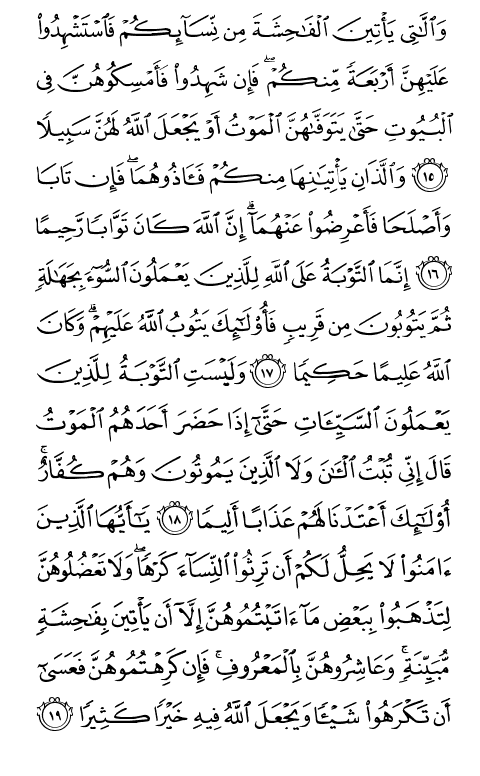 وَٱلَّـٰتِى يَأْتِينَ ٱلْفَـٰحِشَةَ مِن نِّسَآئِكُمْ فَٱسْتَشْهِدُوا۟
عَلَيْهِنَّ أَرْبَعَةً مِّنكُمْ ۖ فَإِن شَهِدُوا۟ فَأَمْسِكُوهُنَّ فِى
ٱلْبُيُوتِ حَتَّىٰ يَتَوَفَّىٰهُنَّ ٱلْمَوْتُ أَوْ يَجْعَلَ ٱللَّهُ لَهُنَّ سَبِيلًا
١٥ وَٱلَّذَانِ يَأْتِيَـٰنِهَا مِنكُمْ فَـَٔاذُوهُمَا ۖ فَإِن تَابَا
وَأَصْلَحَا فَأَعْرِضُوا۟ عَنْهُمَآ ۗ إِنَّ ٱللَّهَ كَانَ تَوَّابًا رَّحِيمًا
١٦ إِنَّمَا ٱلتَّوْبَةُ عَلَى ٱللَّهِ لِلَّذِينَ يَعْمَلُونَ ٱلسُّوٓءَ بِجَهَـٰلَةٍ
ثُمَّ يَتُوبُونَ مِن قَرِيبٍ فَأُو۟لَـٰٓئِكَ يَتُوبُ ٱللَّهُ عَلَيْهِمْ ۗ وَكَانَ
ٱللَّهُ عَلِيمًا حَكِيمًا ١٧ وَلَيْسَتِ ٱلتَّوْبَةُ لِلَّذِينَ
يَعْمَلُونَ ٱلسَّيِّـَٔاتِ حَتَّىٰٓ إِذَا حَضَرَ أَحَدَهُمُ ٱلْمَوْتُ
قَالَ إِنِّى تُبْتُ ٱلْـَٔـٰنَ وَلَا ٱلَّذِينَ يَمُوتُونَ وَهُمْ كُفَّارٌ ۚ
أُو۟لَـٰٓئِكَ أَعْتَدْنَا لَهُمْ عَذَابًا أَلِيمًا ١٨ يَـٰٓأَيُّهَا ٱلَّذِينَ
ءَامَنُوا۟ لَا يَحِلُّ لَكُمْ أَن تَرِثُوا۟ ٱلنِّسَآءَ كَرْهًا ۖ وَلَا تَعْضُلُوهُنَّ
لِتَذْهَبُوا۟ بِبَعْضِ مَآ ءَاتَيْتُمُوهُنَّ إِلَّآ أَن يَأْتِينَ بِفَـٰحِشَةٍ
مُّبَيِّنَةٍ ۚ وَعَاشِرُوهُنَّ بِٱلْمَعْرُوفِ ۚ فَإِن كَرِهْتُمُوهُنَّ فَعَسَىٰٓ
أَن تَكْرَهُوا۟ شَيْـًٔا وَيَجْعَلَ ٱللَّهُ فِيهِ خَيْرًا كَثِيرًا ١٩